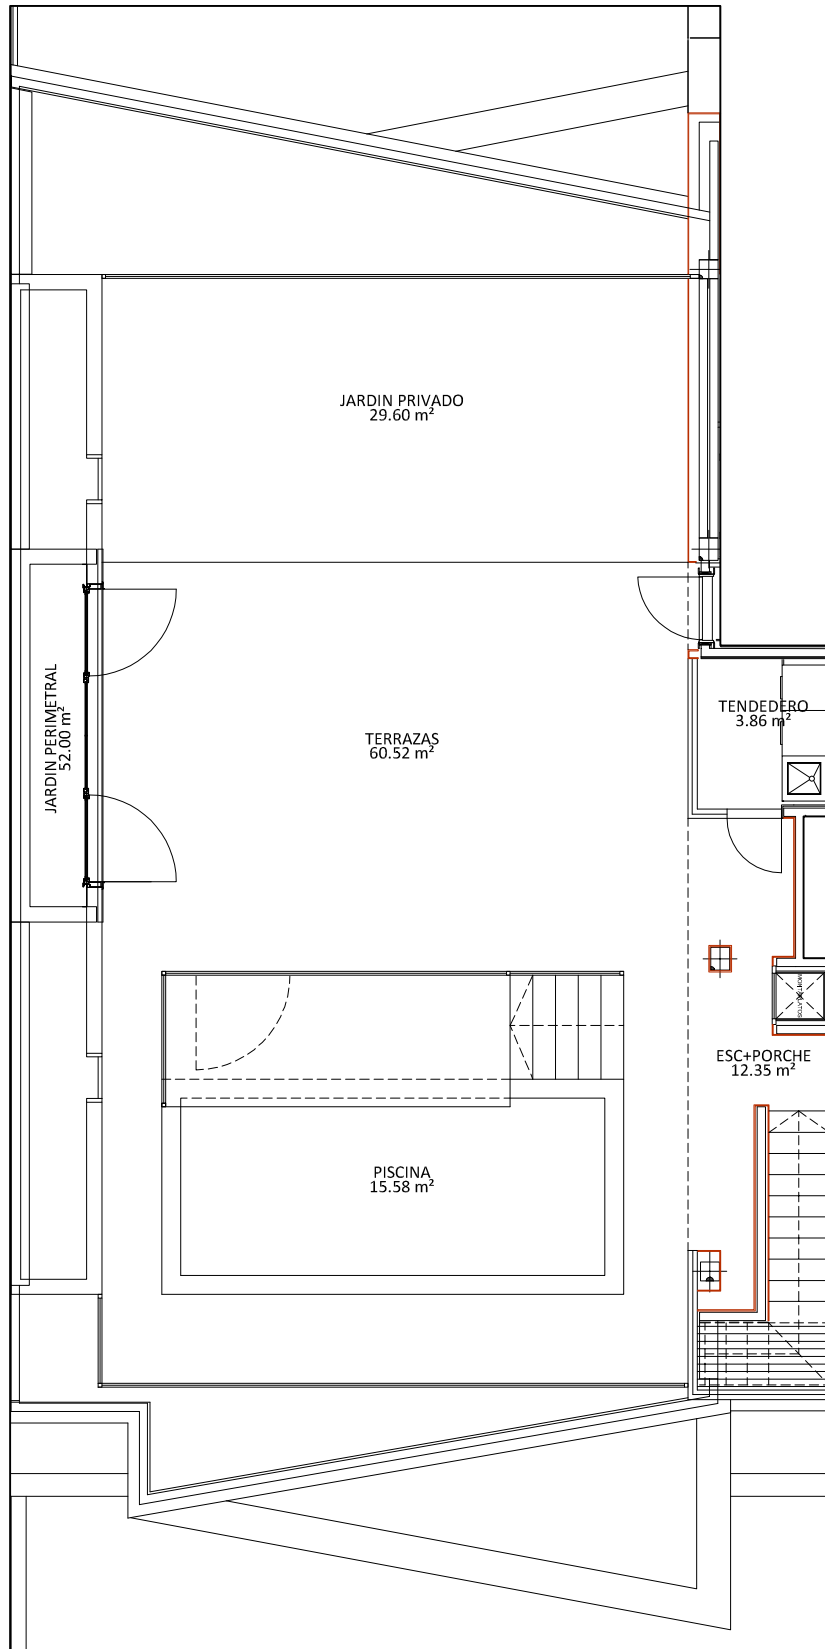 JARDIN PRIVADO
29.60 m²
JARDIN PERIMETRAL
52.00 m²
TERRAZAS
60.52 m²
TENDEDERO
3.86 m²
MONTAPLATOS
ESC+PORCHE
12.35 m²
PISCINA
15.58 m²